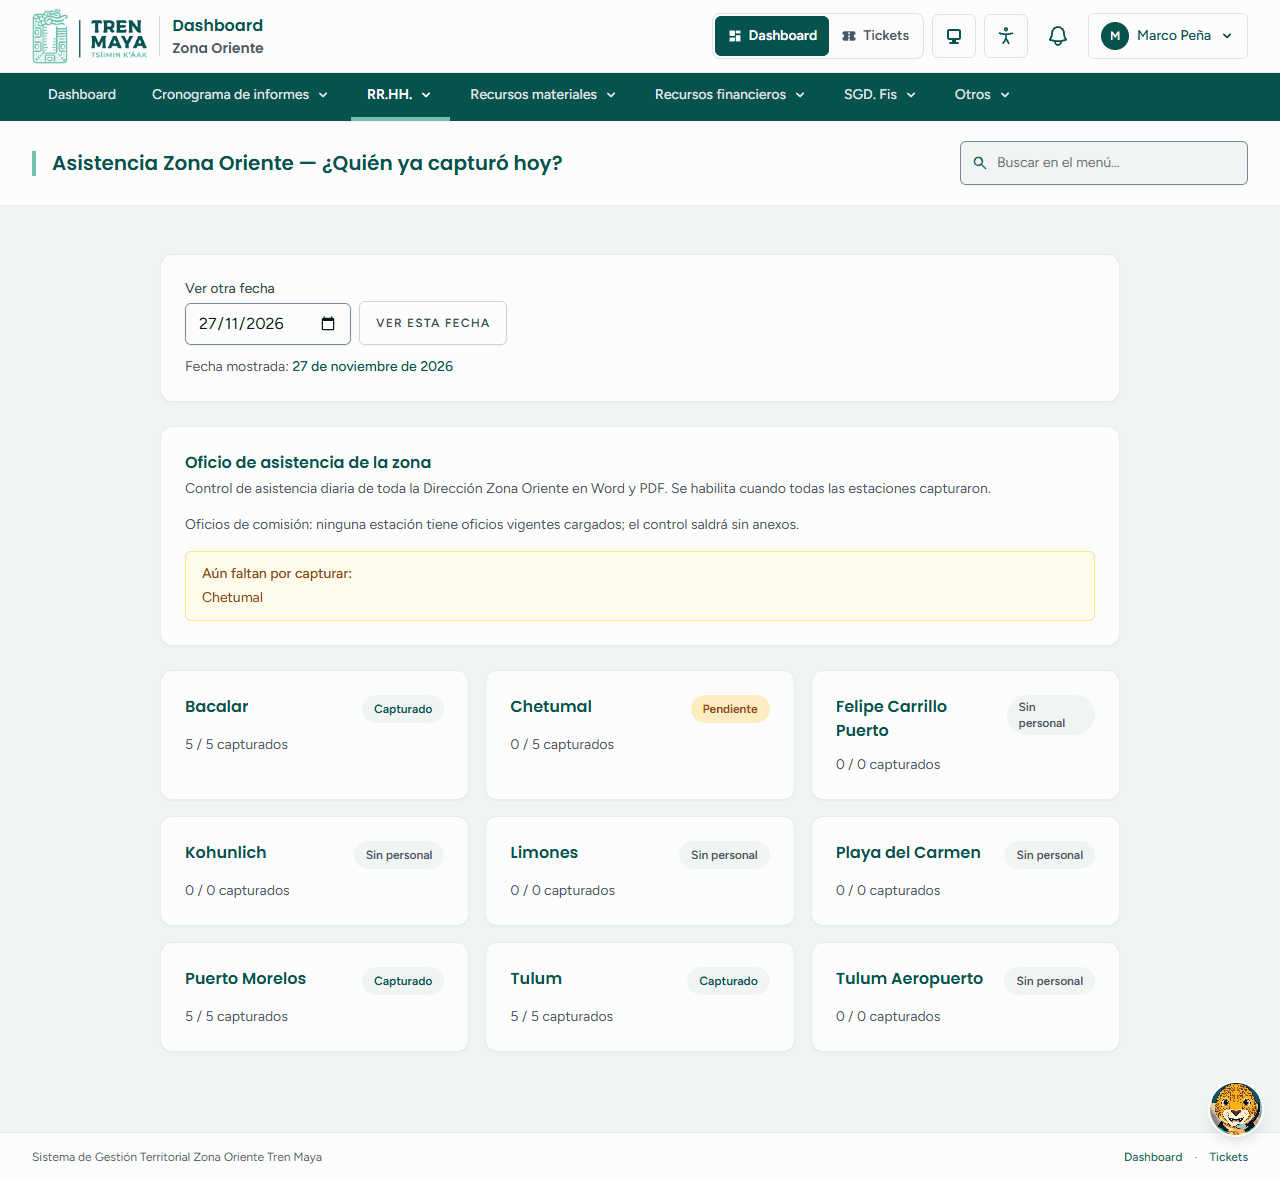 TREN
MAYA
TSÍIMIN K'ÁAK
Dashboard
Zona Oriente
Dashboard
Tickets
M
Marco Peña
Dashboard
Cronograma de informes
RR.HH.
Recursos materiales
Recursos financieros
SGD. Fis
Otros
Asistencia Zona Oriente — ¿Quién ya capturó hoy?
Buscar en el menú...
Ver otra fecha
27/11/2026
VER ESTA FECHA
Fecha mostrada: 27 de noviembre de 2026
Oficio de asistencia de la zona
Control de asistencia diaria de toda la Dirección Zona Oriente en Word y PDF. Se habilita cuando todas las estaciones capturaron.
Oficios de comisión: ninguna estación tiene oficios vigentes cargados; el control saldrá sin anexos.
Aún faltan por capturar:
Chetumal
Bacalar
Capturado
5 / 5 capturados
Chetumal
Pendiente
0 / 5 capturados
Felipe Carrillo
Puerto
Sin
personal
0 / 0 capturados
Kohunlich
Sin personal
0 / 0 capturados
Limones
Sin personal
0 / 0 capturados
Playa del Carmen
Sin personal
0 / 0 capturados
Puerto Morelos
Capturado
5 / 5 capturados
Tulum
Capturado
5 / 5 capturados
Tulum Aeropuerto
Sin personal
0 / 0 capturados
Sistema de Gestión Territorial Zona Oriente Tren Maya
Dashboard · Tickets